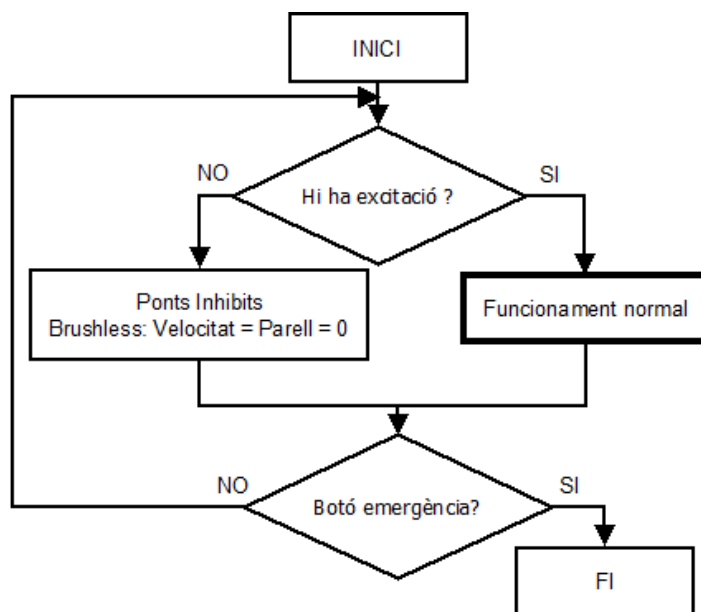 INICI
NO
SI
Hi ha excitació ?
Ponts Inhibits
Brushless: Velocitat = Parell = 0
Funcionament normal
NO
SI
Botó emergència?
FI